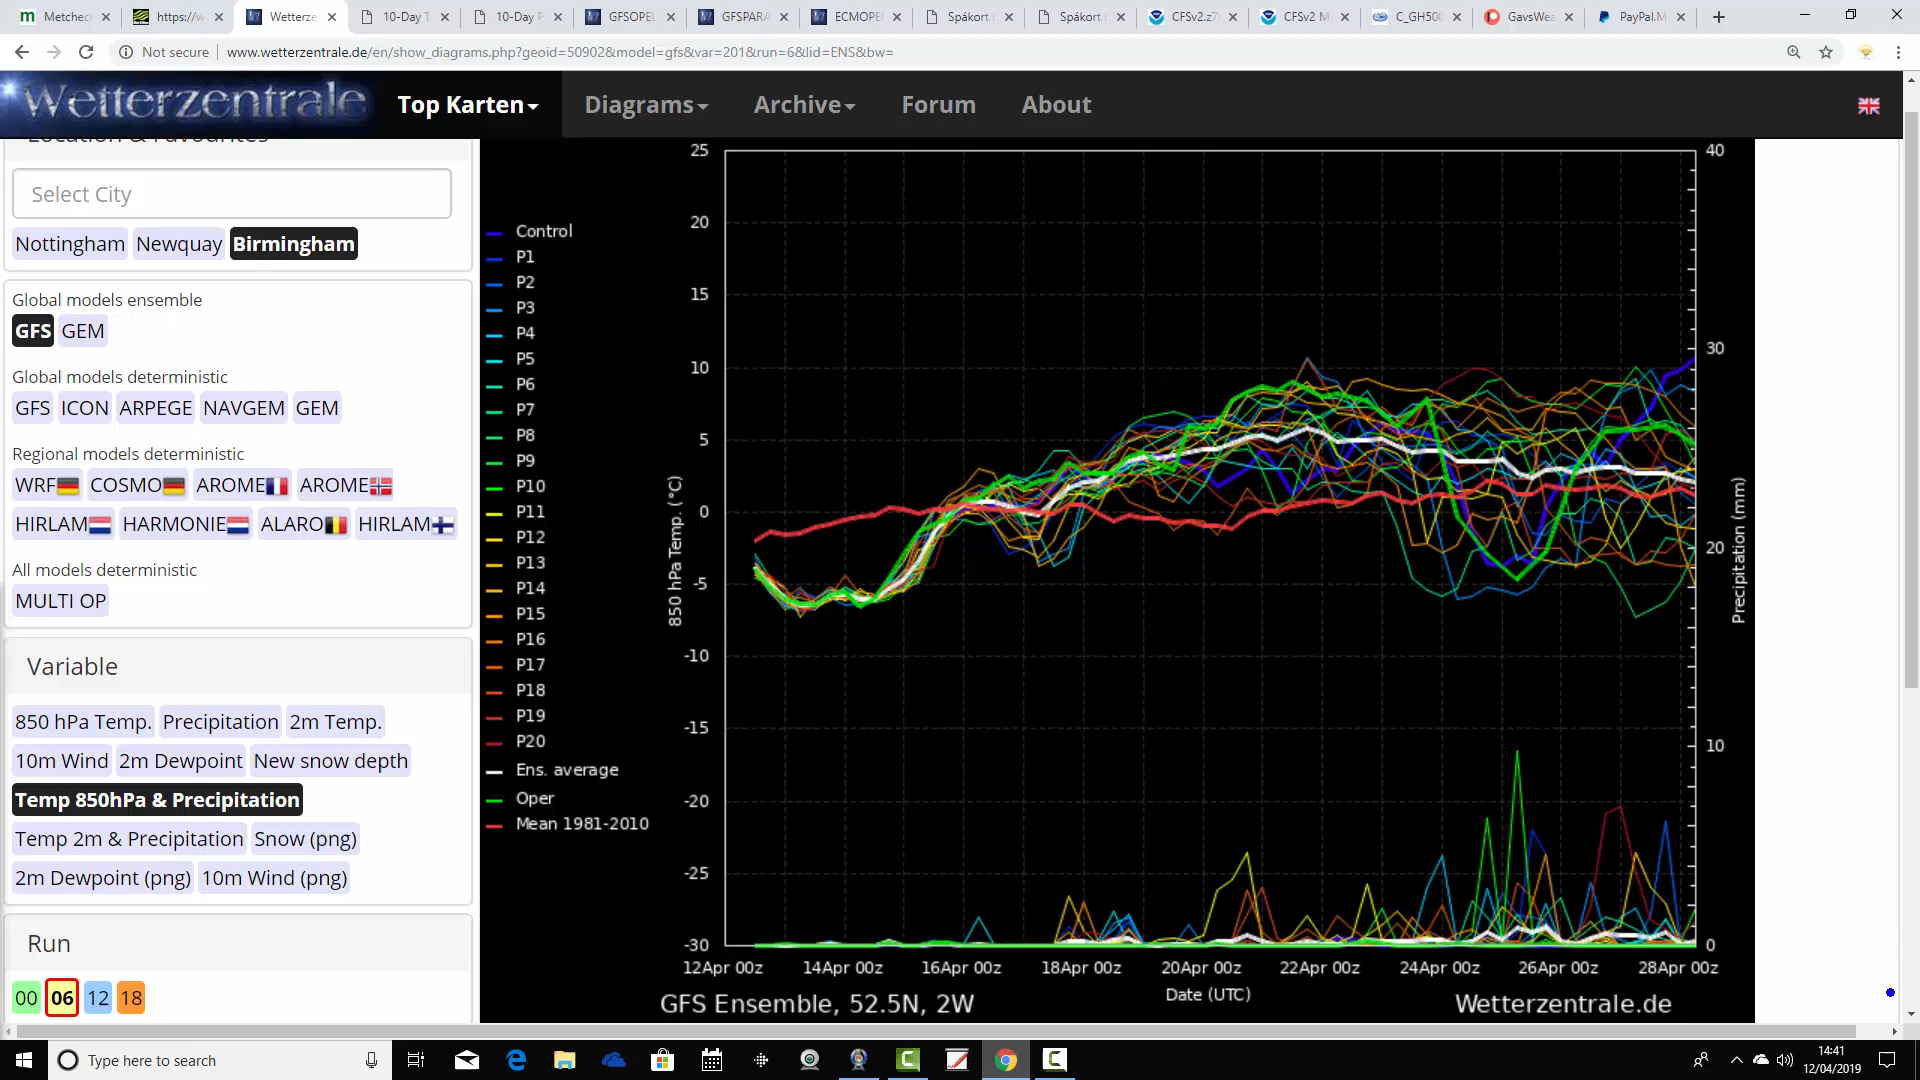 Metchec
https://w
Wetterze
10-Day T
10-Day P
GFSOPEU
GFSPARA
ECMOPE
Spákort
Spákort
CFSv2.z7
CFSv2 M
C_GH500
GavsWea
PayPal.M
Not secure
www.wetterzentrale.de/en/show_diagrams.php?geoid=50902&model=gfs&var=201&run=6&lid=ENS&bw=
Wetterzentrale
Top Karten
Diagrams
Archive
Forum
About
Location & Favourites
Select City
Nottingham Newquay Birmingham
Global models ensemble
GFS GEM
Global models deterministic
GFS ICON ARPEGE NAVGEM GEM
Regional models deterministic
WRF COSMO AROME AROME
HIRLAM HARMONIE ALARO HIRLAM
All models deterministic
MULTI OP
Variable
850 hPa Temp. Precipitation 2m Temp.
10m Wind 2m Dewpoint New snow depth
Temp 850hPa & Precipitation
Temp 2m & Precipitation Snow (png)
2m Dewpoint (png) 10m Wind (png)
Run
00 06 12 18
Control
P1
P2
P3
P4
P5
P6
P7
P8
P9
P10
P11
P12
P13
P14
P15
P16
P17
P18
P19
P20
Ens. average
Oper
Mean 1981-2010
850 hPa Temp. (°C)
25
20
15
10
5
0
-5
-10
-15
-20
-25
-30
40
30
20
10
0
Precipitation (mm)
12Apr 00z 14Apr 00z 16Apr 00z 18Apr 00z 20Apr 00z 22Apr 00z 24Apr 00z 26Apr 00z 28Apr 00z
Date (UTC)
GFS Ensemble, 52.5N, 2W
Wetterzentrale.de
Type here to search
14:41
12/04/2019